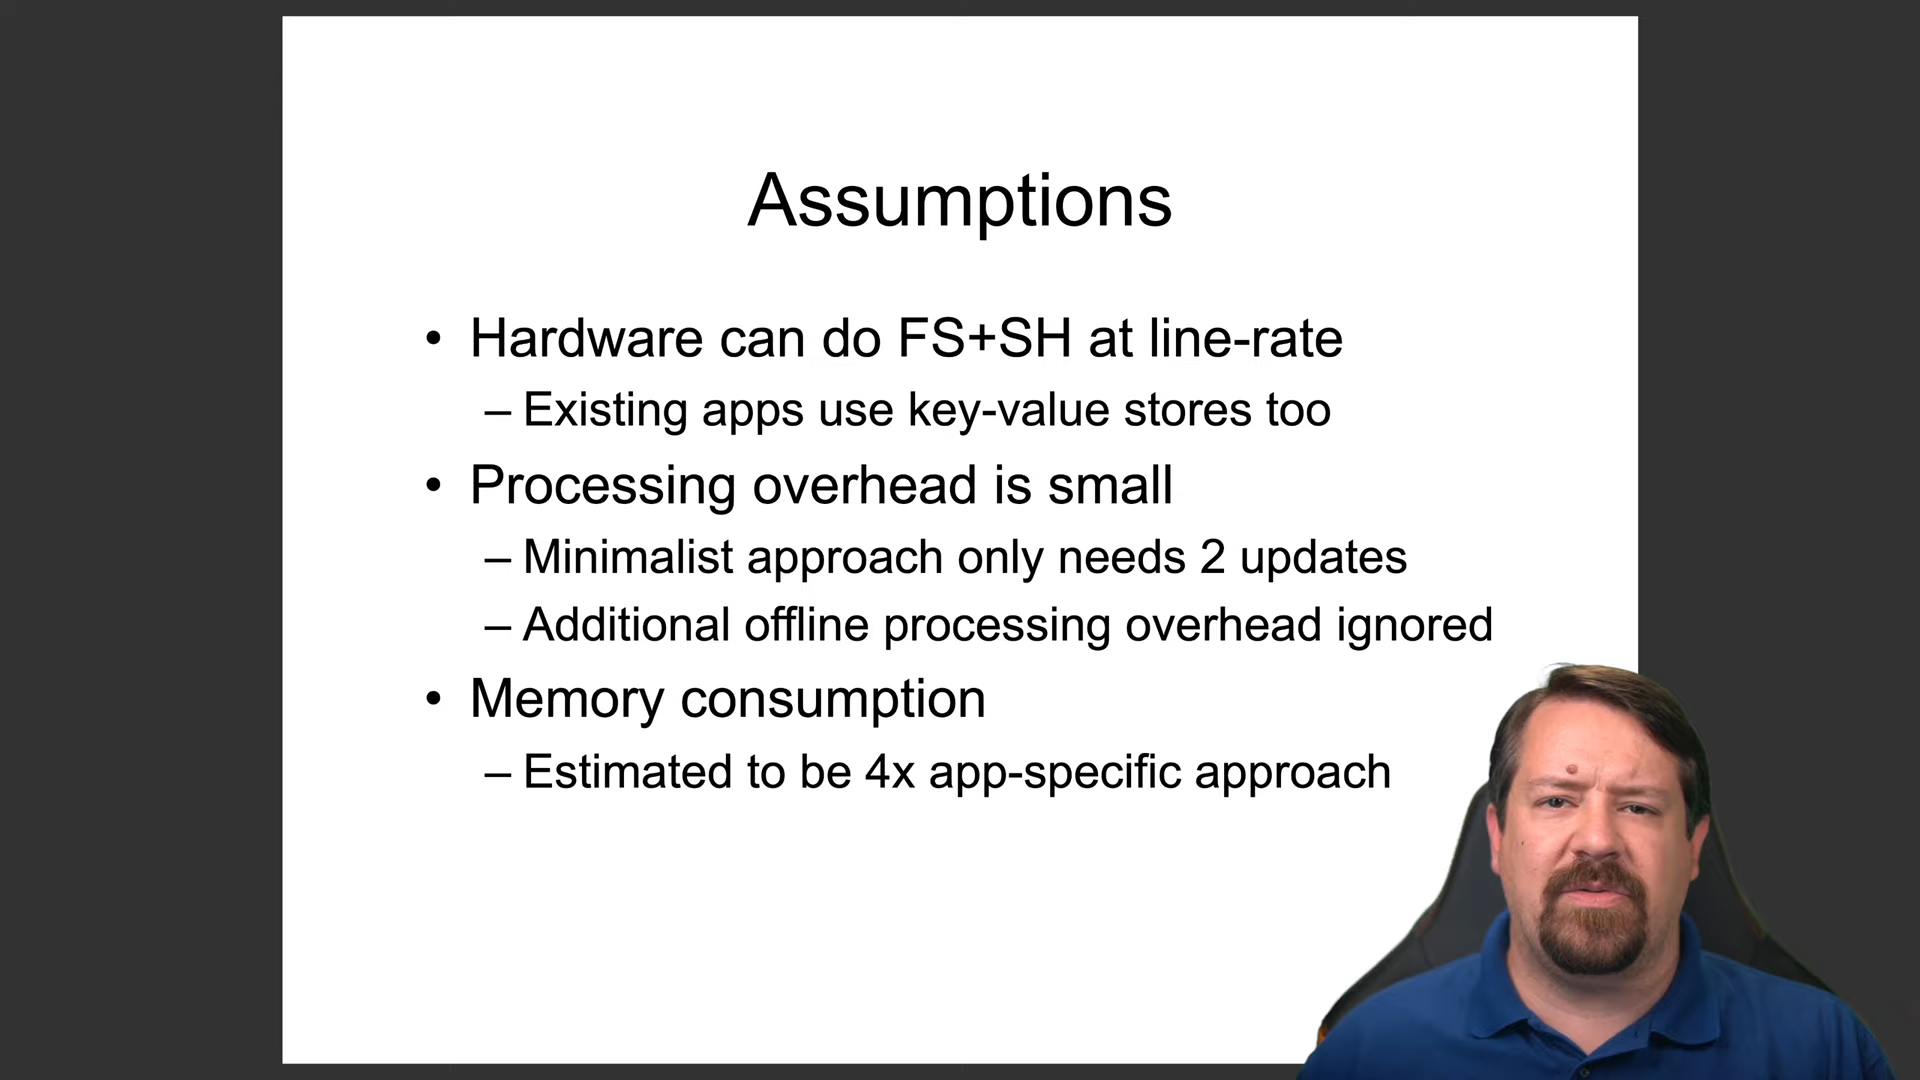 Assumptions
• Hardware can do FS+SH at line-rate
– Existing apps use key-value stores too
• Processing overhead is small
– Minimalist approach only needs 2 updates
– Additional offline processing overhead ignored
• Memory consumption
– Estimated to be 4x app-specific approach